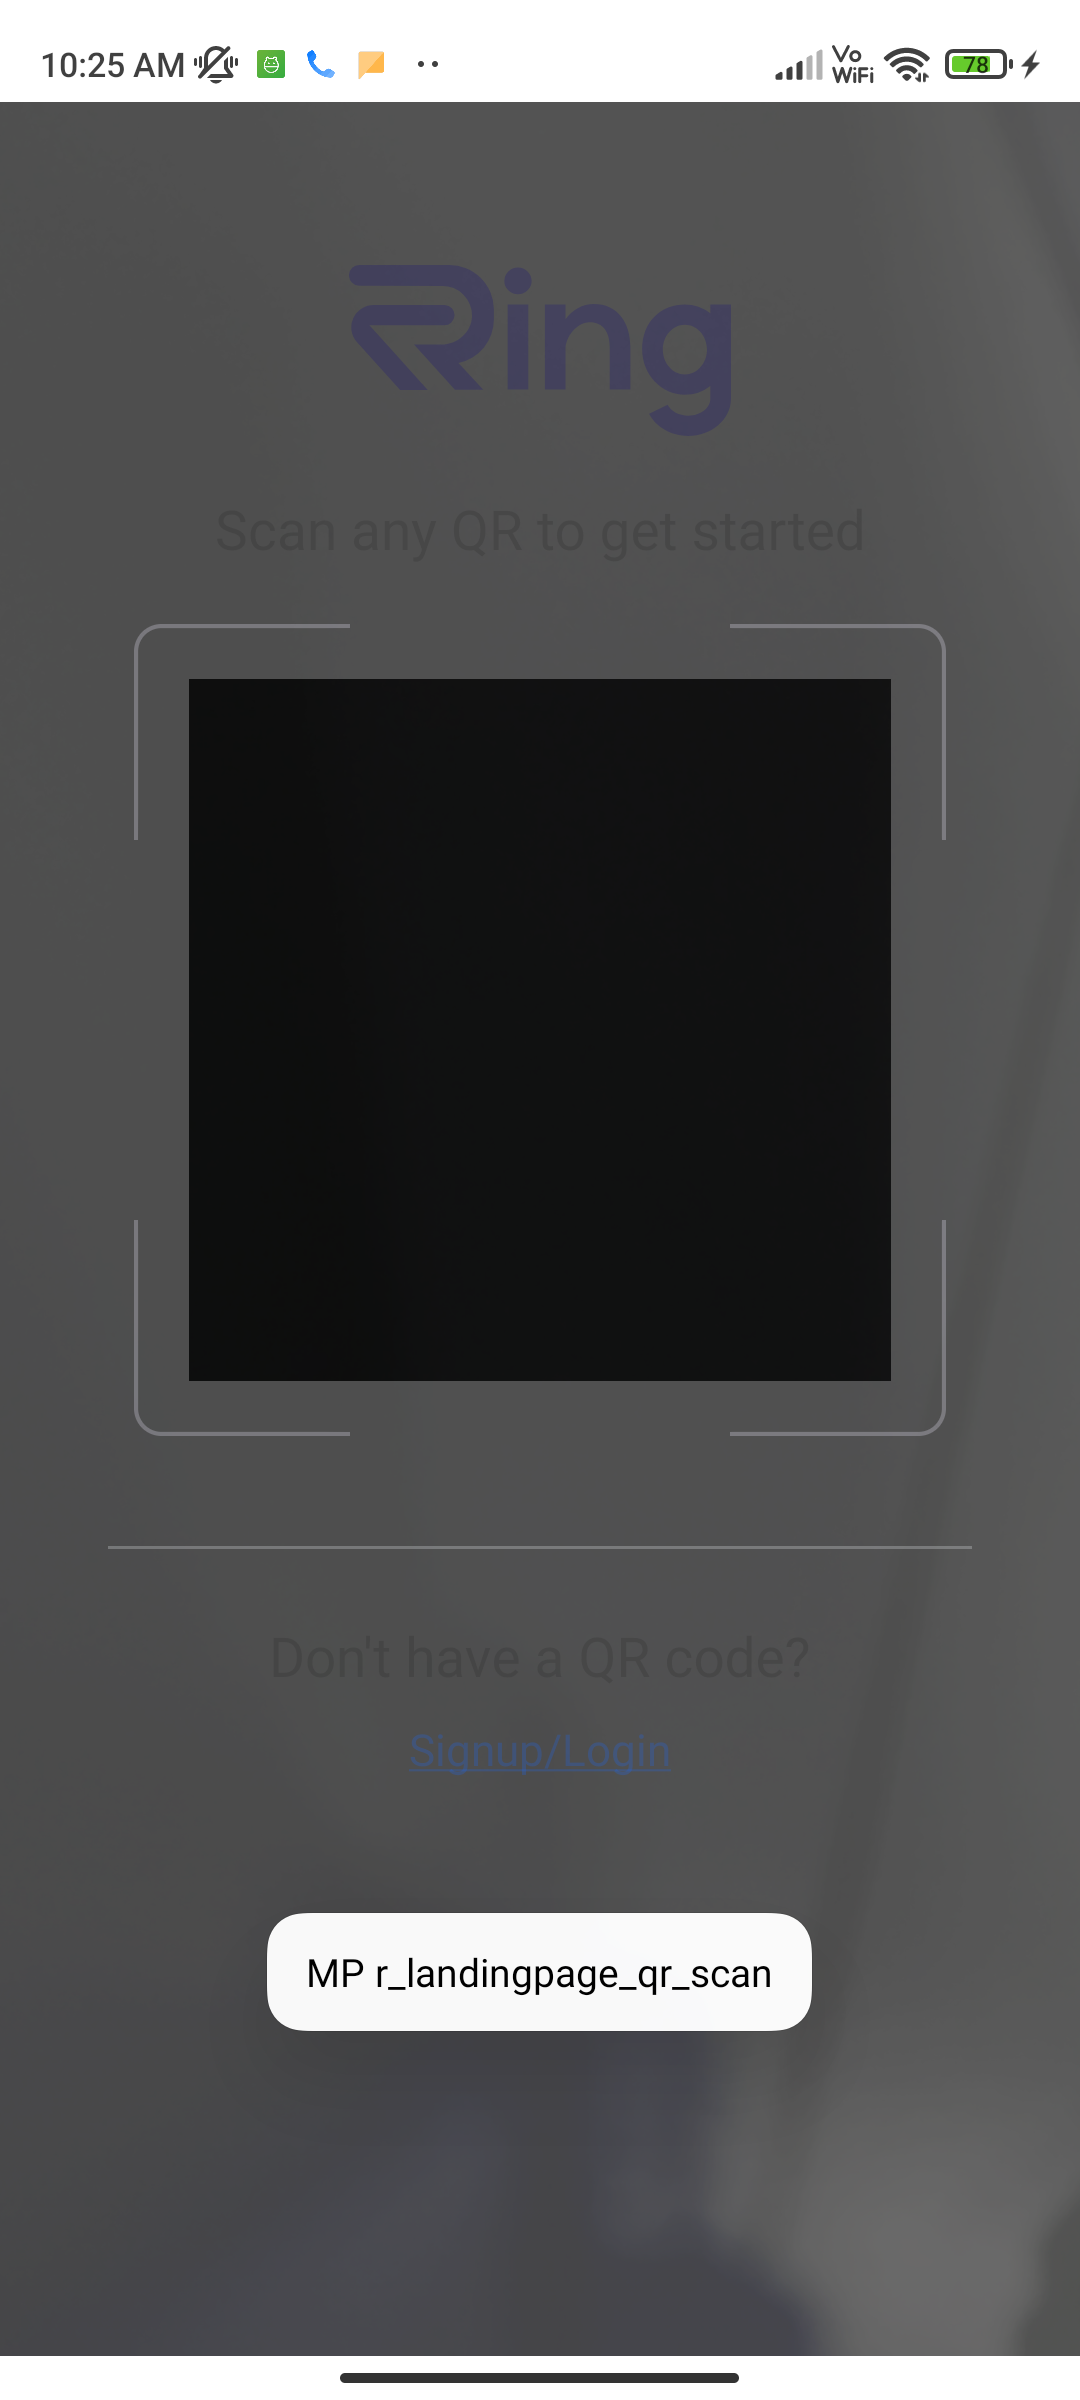 10:25 AM
Vo
WiFi
78
Ring
Scan any QR to get started
Don't have a QR code?
Signup/Login
MP r_landingpage_qr_scan